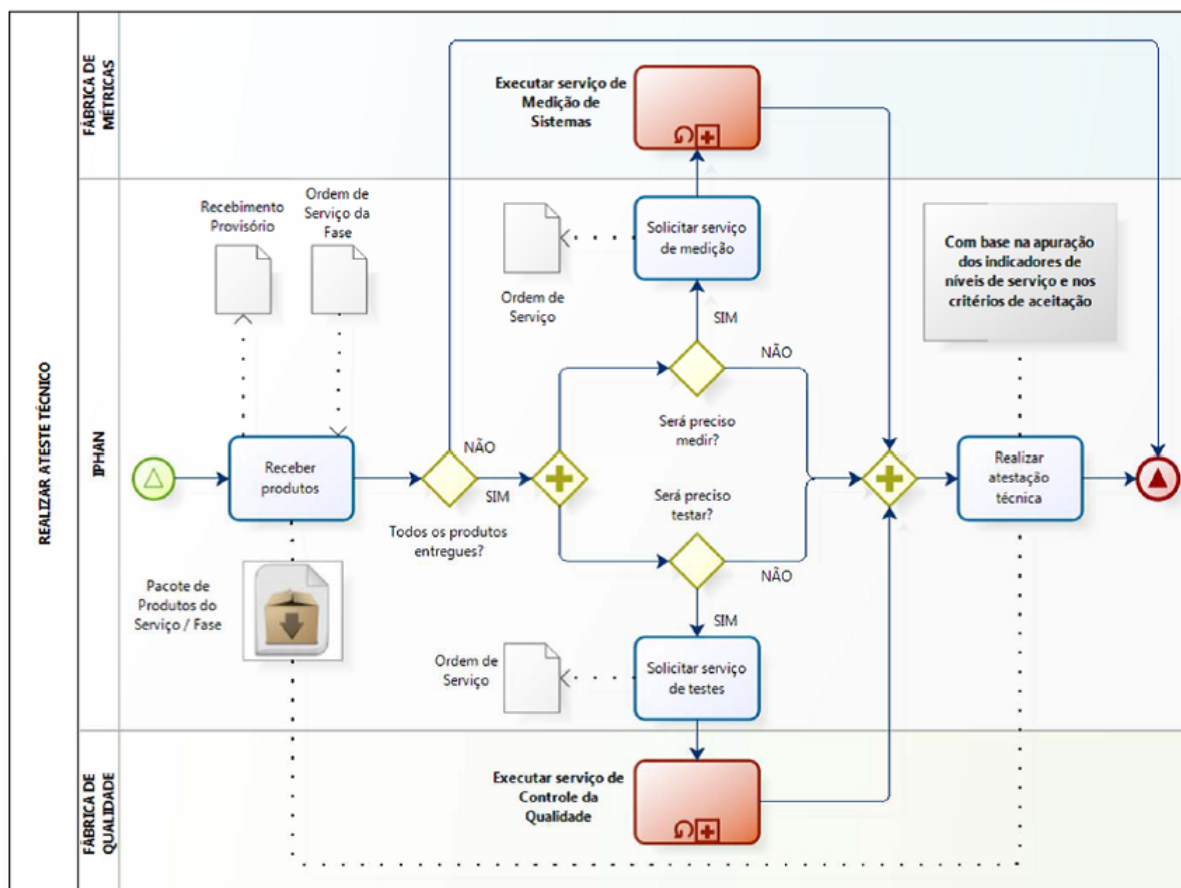 REALIZAR ATESTE TÉCNICO
FÁBRICA DE
MÉTRICAS
Executar serviço de
Medição de
Sistemas
IPHAN
Recebimento
Provisório
Ordem de
Serviço da
Fase
Ordem de
Serviço
Solicitar serviço
de medição
Com base na apuração
dos indicadores de
níveis de serviço e nos
critérios de aceitação
SIM
NÃO
Será preciso
medir?
Receber
produtos
NÃO
SIM
Todos os produtos
entregues?
Será preciso
testar?
NÃO
SIM
Realizar
atestação
técnica
Pacote de
Produtos do
Serviço / Fase
Ordem de
Serviço
Solicitar serviço
de testes
FÁBRICA DE
QUALIDADE
Executar serviço de
Controle da
Qualidade